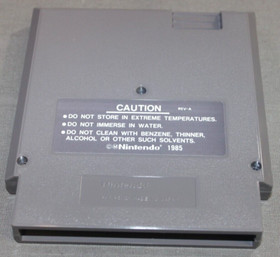 CAUTION
REV-A
●DO NOT STORE IN EXTREME TEMPERATURES.
●DO NOT IMMERSE IN WATER.
●DO NOT CLEAN WITH BENZENE, THINNER,
ALCOHOL OR OTHER SUCH SOLVENTS.
©Nintendo® 1985
Nintendo